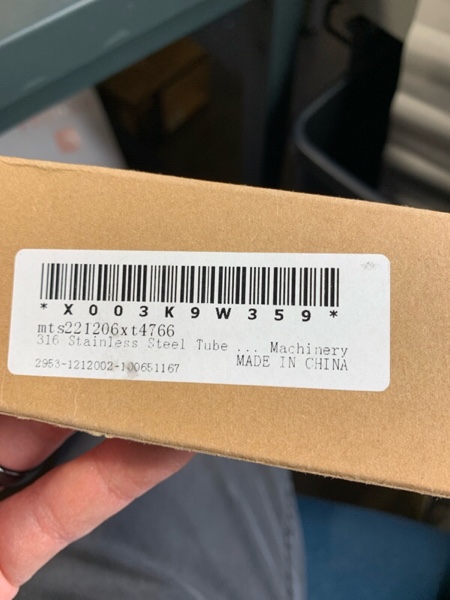 *X003K9W359*
mts221206xt4766
316 Stainless Steel Tube ... Machinery
2953-1212002-100651167 MADE IN CHINA